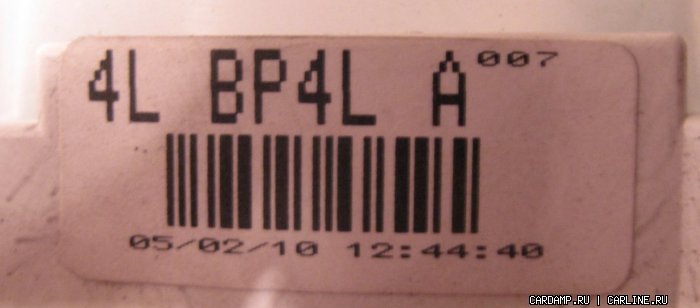 4L BP4L A 007
05/02/10 12:44:40
CARDAMP.RU | CARLINE.RU